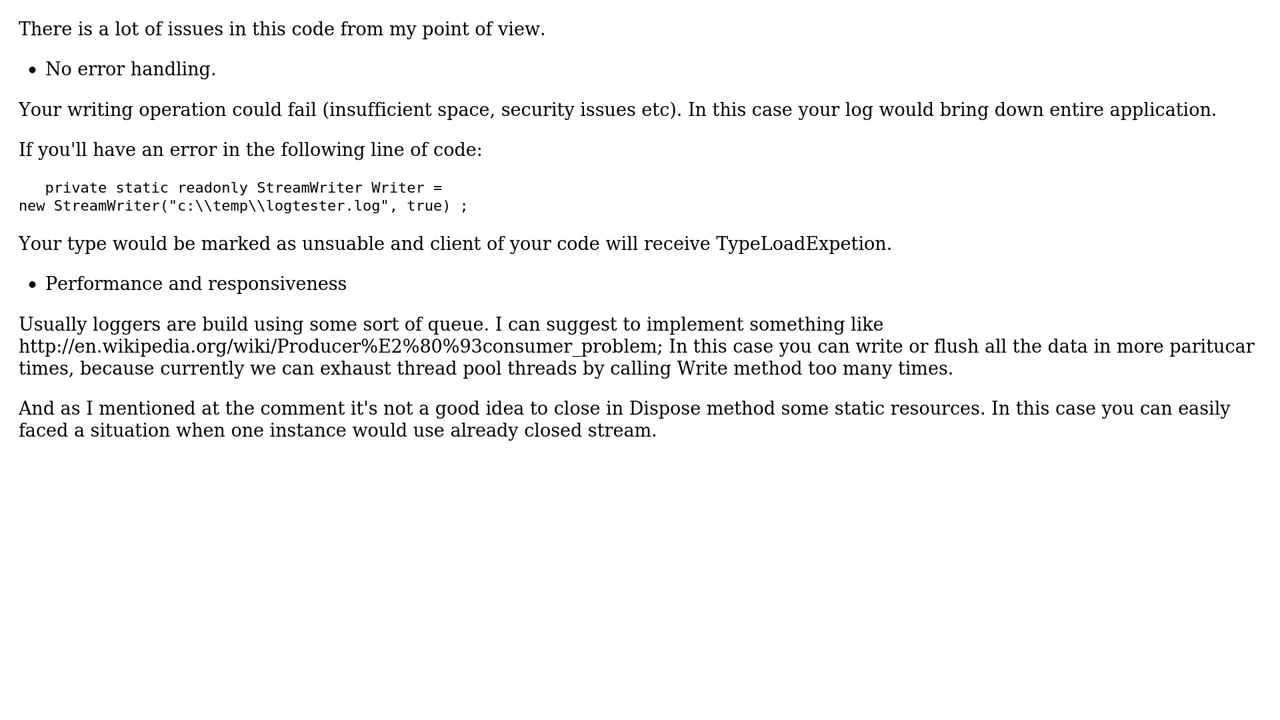 There is a lot of issues in this code from my point of view.
• No error handling.
Your writing operation could fail (insufficient space, security issues etc). In this case your log would bring down entire application.
If you'll have an error in the following line of code:
private static readonly StreamWriter Writer =
new StreamWriter("c:\\temp\\logtester.log", true) ;
Your type would be marked as unsuable and client of your code will receive TypeLoadExpetion.
• Performance and responsiveness
Usually loggers are build using some sort of queue. I can suggest to implement something like
http://en.wikipedia.org/wiki/Producer%E2%80%93consumer_problem; In this case you can write or flush all the data in more paritucar
times, because currently we can exhaust thread pool threads by calling Write method too many times.
And as I mentioned at the comment it's not a good idea to close in Dispose method some static resources. In this case you can easily
faced a situation when one instance would use already closed stream.